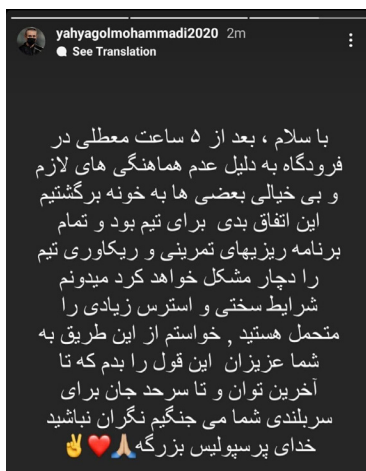 yahyagolmohammadi2020 2m
See Translation
با سلام ، بعد از ۵ ساعت معطلی در
فرودگاه به دلیل عدم هماهنگی های لازم
و بی خیالی بعضی ها به خونه برگشتیم
این اتفاق بدی برای تیم بود و تمام
برنامه ریزیهای تمرینی و ریکاوری تیم
را دچار مشکل خواهد کرد میدونم
شرایط سختی و استرس زیادی را
متحمل هستید , خواستم از این طریق به
شما عزیزان این قول را بدم که تا
آخرین توان و تا سرحد جان برای
سربلندی شما می جنگیم نگران نباشید
خدای پرسپولیس بزرگه🙏🏼❤️✌️